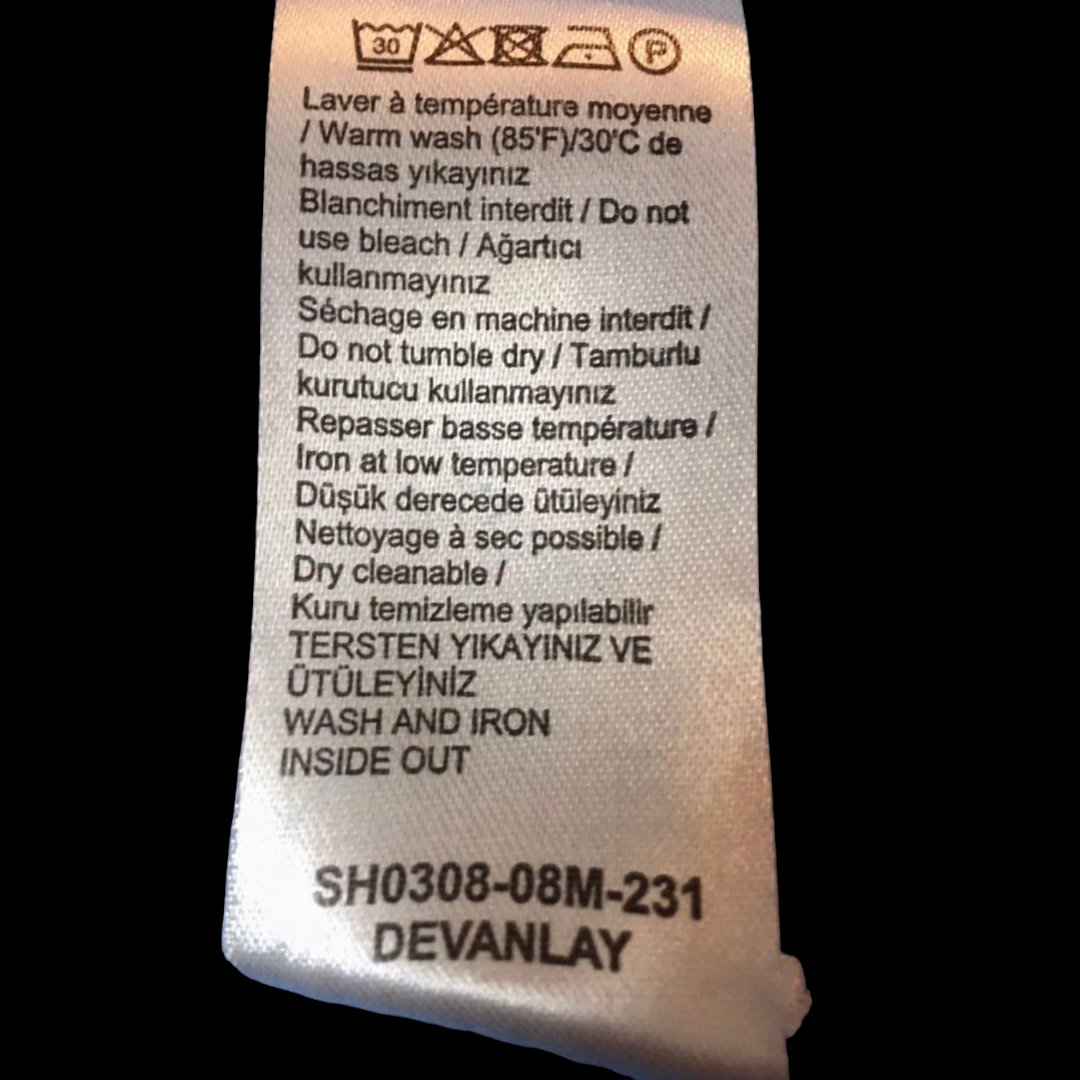 30 P
Laver à température moyenne
/ Warm wash (85'F)/30'C de
hassas yıkayınız
Blanchiment interdit / Do not
use bleach / Ağartıcı
kullanmayınız
Séchage en machine interdit /
Do not tumble dry / Tamburlu
kurutucu kullanmayınız
Repasser basse température /
Iron at low temperature /
Düşük derecede ütüleyiniz
Nettoyage à sec possible /
Dry cleanable /
Kuru temizleme yapılabilir
TERSTEN YIKAYINIZ VE
ÜTÜLEYİNİZ
WASH AND IRON
INSIDE OUT
SH0308-08M-231
DEVANLAY